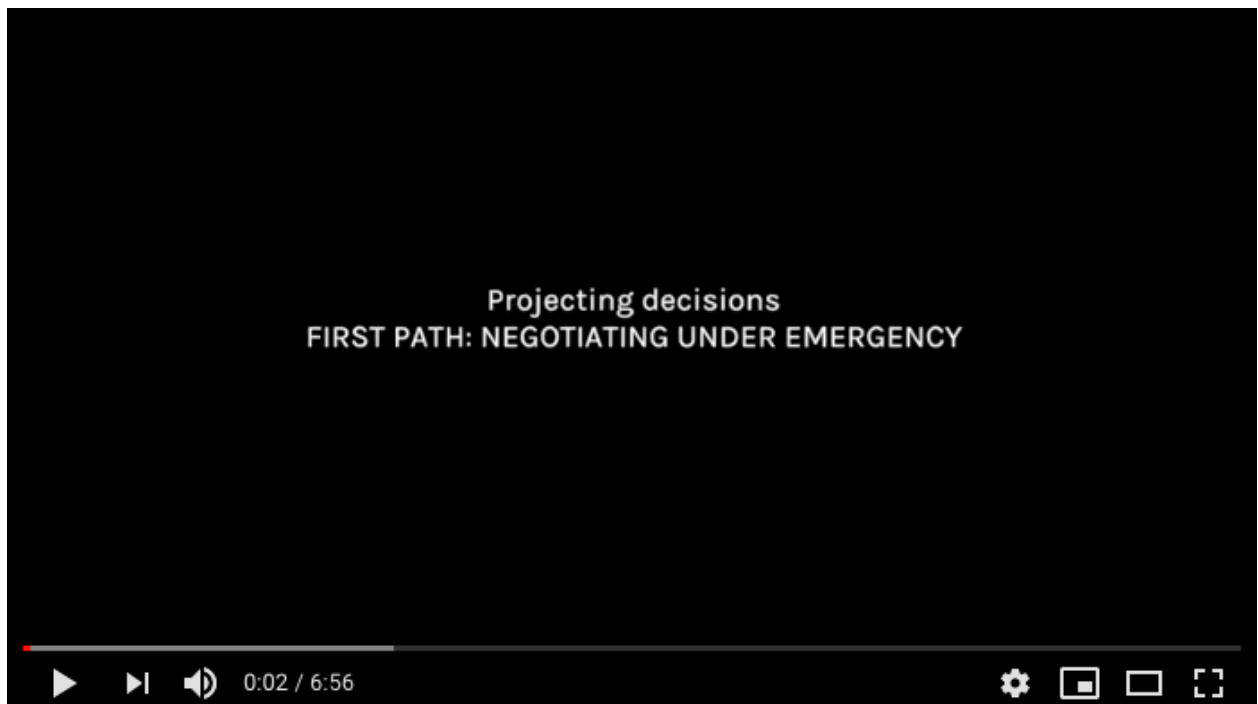 Projecting decisions
FIRST PATH: NEGOTIATING UNDER EMERGENCY
0:02 / 6:56